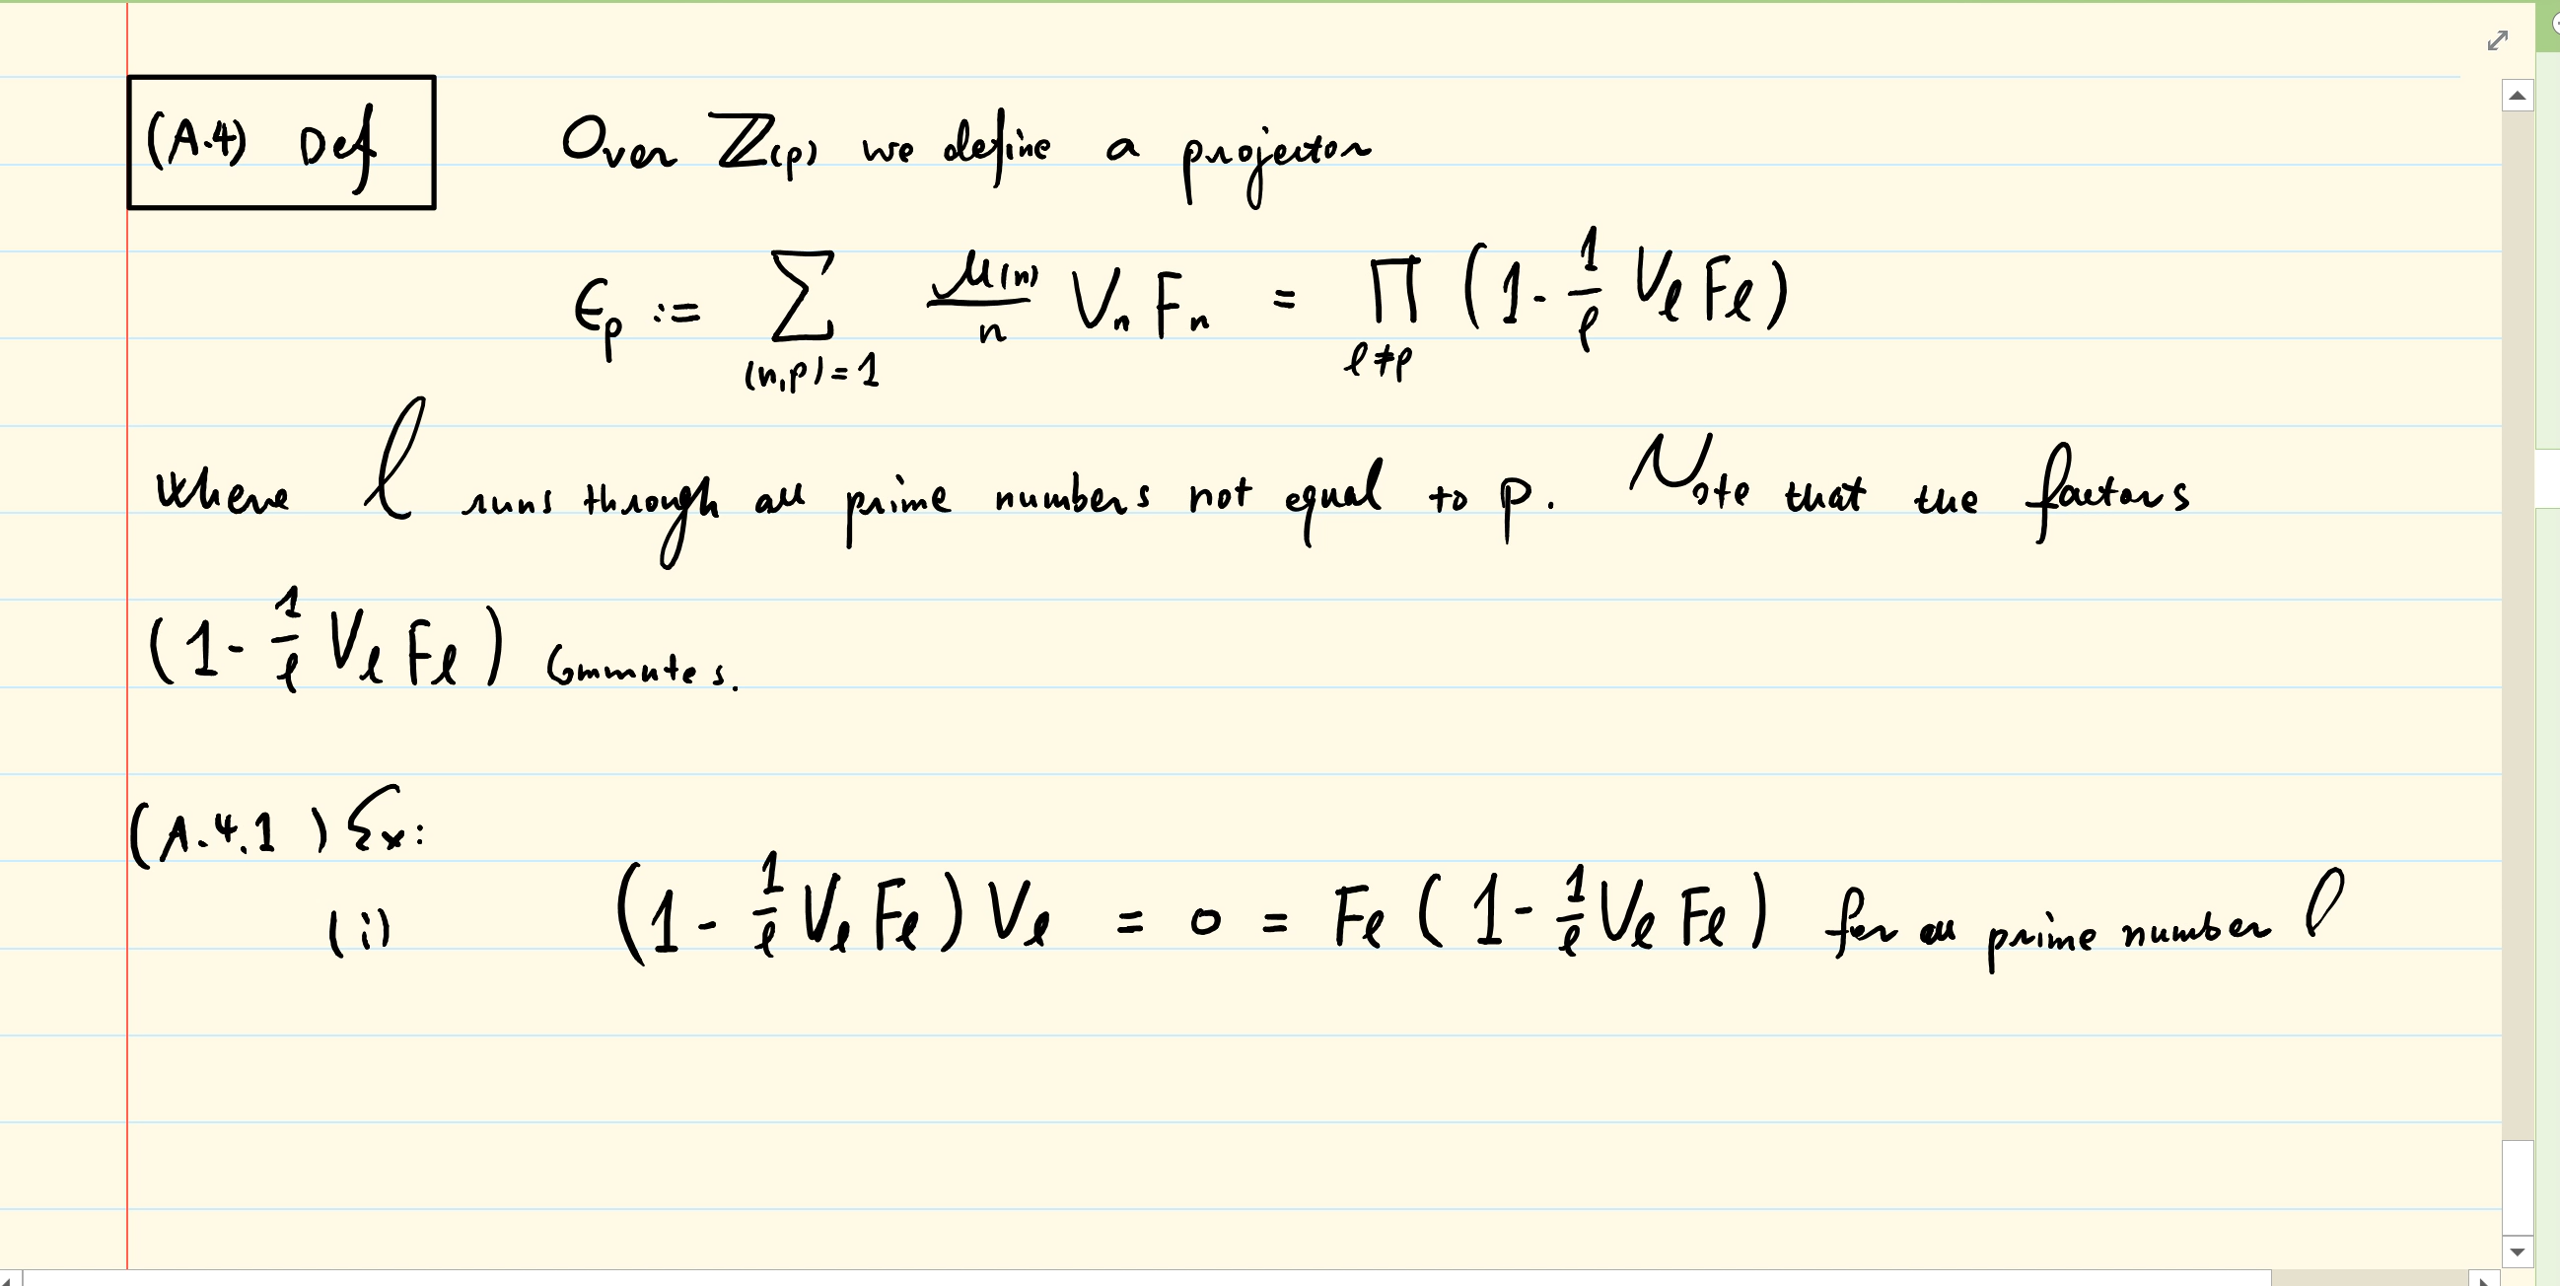 (A.4) Def Over ℤ(p) we define a projector
ϵ_p := ∑_{(n,p)=1} μ(n)/n V_n F_n = ∏_{ℓ≠p} (1 - 1/ℓ V_ℓ F_ℓ)
where ℓ runs through all prime numbers not equal to p. Note that the factors
(1 - 1/ℓ V_ℓ F_ℓ) commutes.
(A.4.1) Ex:
(i) (1 - 1/ℓ V_ℓ F_ℓ) V_ℓ = 0 = F_ℓ (1 - 1/ℓ V_ℓ F_ℓ) for all prime number ℓ